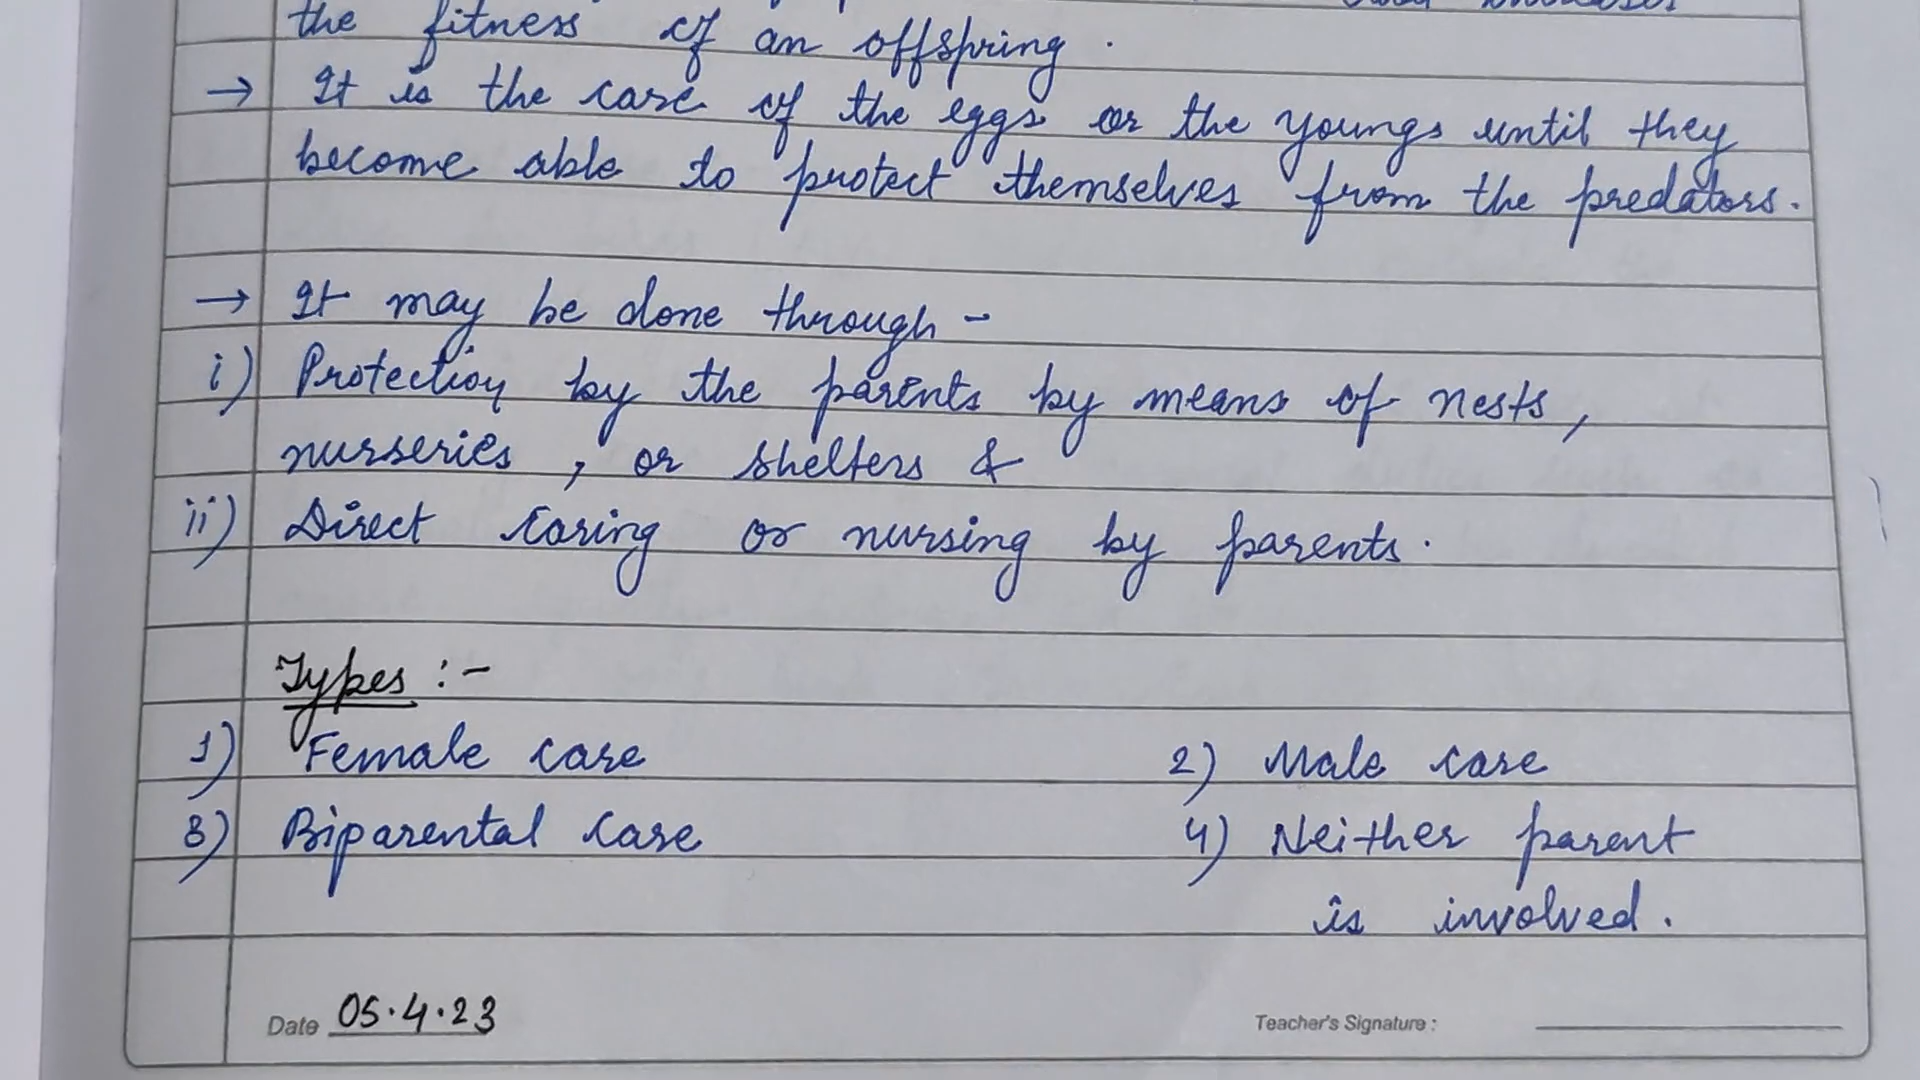 the fitness of an offspring.
→ It is the care of the eggs or the youngs until they
become able to protect themselves from the predators.
→ It may be done through -
i) Protection by the parents by means of nests,
nurseries, or shelters &
ii) Direct caring or nursing by parents.
Types :-
1) Female care 2) Male care
3) Biparental care 4) Neither parent
is involved.
Date 05.4.23 Teacher's Signature :